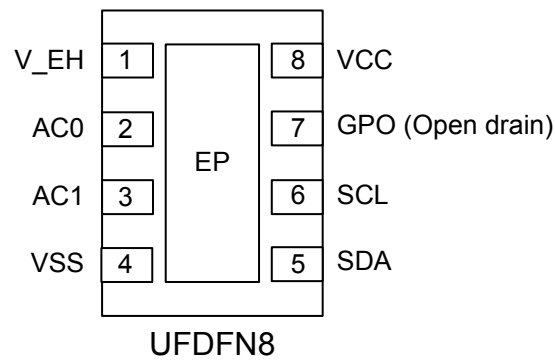 V_EH 1 8 VCC
AC0 2 7 GPO (Open drain)
EP
AC1 3 6 SCL
VSS 4 5 SDA
UFDFN8